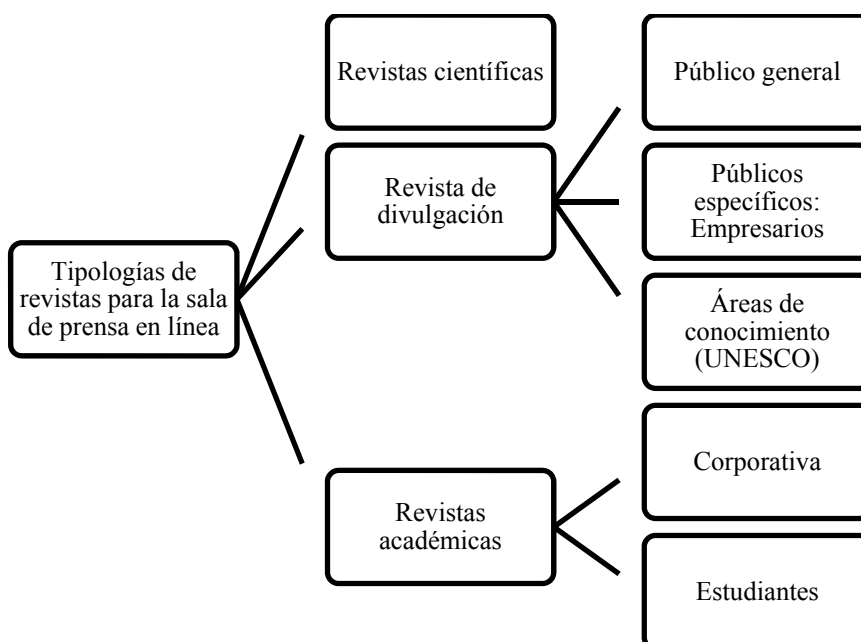 Tipologías de
revistas para la sala
de prensa en línea
Revistas científicas
Revista de
divulgación
Público general
Públicos
específicos:
Empresarios
Áreas de
conocimiento
(UNESCO)
Revistas
académicas
Corporativa
Estudiantes